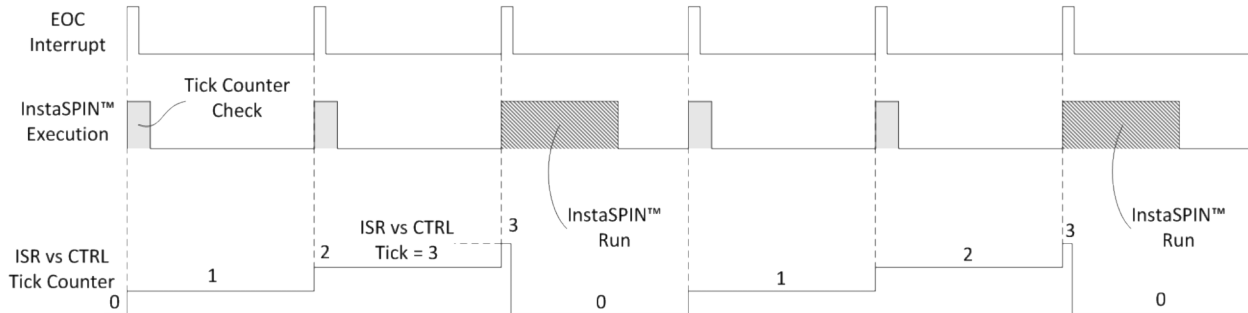 EOC
Interrupt
Tick Counter
Check
InstaSPIN™
Execution
InstaSPIN™
Run
InstaSPIN™
Run
ISR vs CTRL
Tick = 3
3
3
2
2
ISR vs CTRL
Tick Counter
1
1
0
0
0